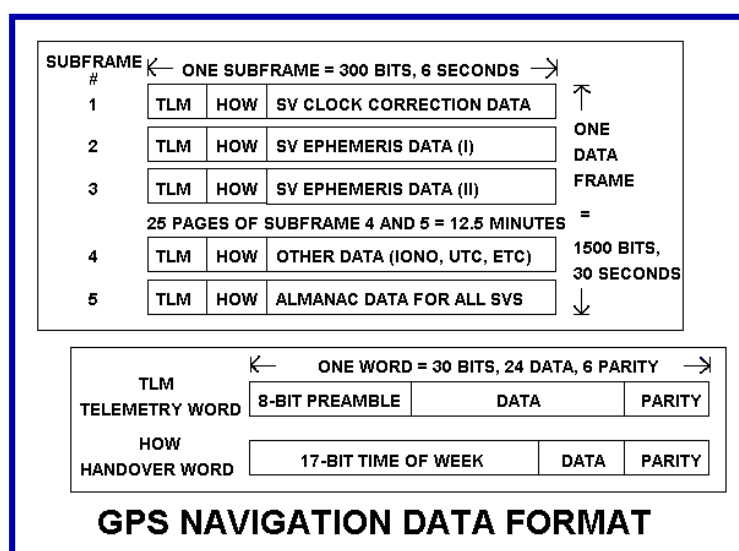 SUBFRAME #
ONE SUBFRAME = 300 BITS, 6 SECONDS
1 TLM HOW SV CLOCK CORRECTION DATA
2 TLM HOW SV EPHEMERIS DATA (I)
3 TLM HOW SV EPHEMERIS DATA (II)
25 PAGES OF SUBFRAME 4 AND 5 = 12.5 MINUTES
4 TLM HOW OTHER DATA (IONO, UTC, ETC)
5 TLM HOW ALMANAC DATA FOR ALL SVS
ONE
DATA
FRAME
=
1500 BITS,
30 SECONDS
ONE WORD = 30 BITS, 24 DATA, 6 PARITY
TLM
TELEMETRY WORD
8-BIT PREAMBLE DATA PARITY
HOW
HANDOVER WORD
17-BIT TIME OF WEEK DATA PARITY
GPS NAVIGATION DATA FORMAT